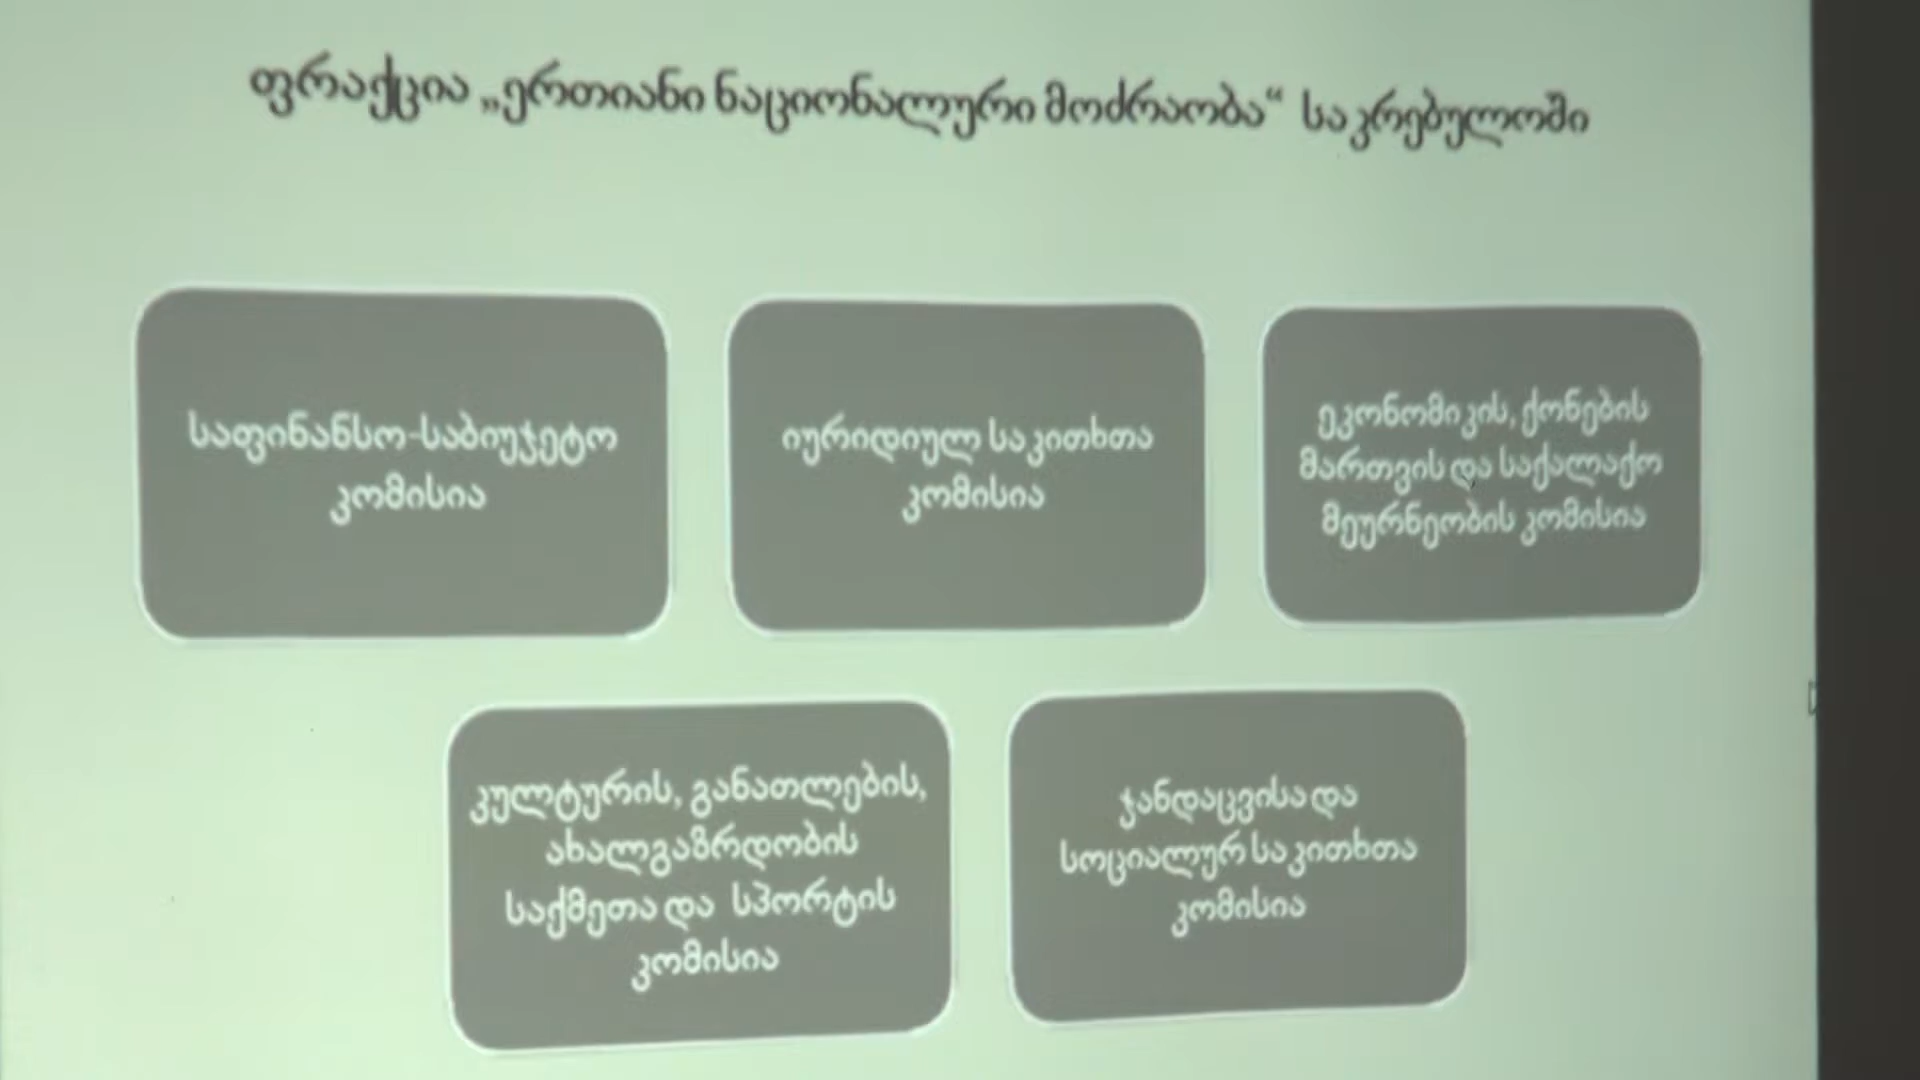 ფრაქცია „ერთიანი ნაციონალური მოძრაობა“ საკრებულოში
საფინანსო-საბიუჯეტო
კომისია
იურიდიულ საკითხთა
კომისია
ეკონომიკის, ქონების
მართვის და საქალაქო
მეურნეობის კომისია
კულტურის, განათლების,
ახალგაზრდობის
საქმეთა და სპორტის
კომისია
ჯანდაცვისა და
სოციალურ საკითხთა
კომისია